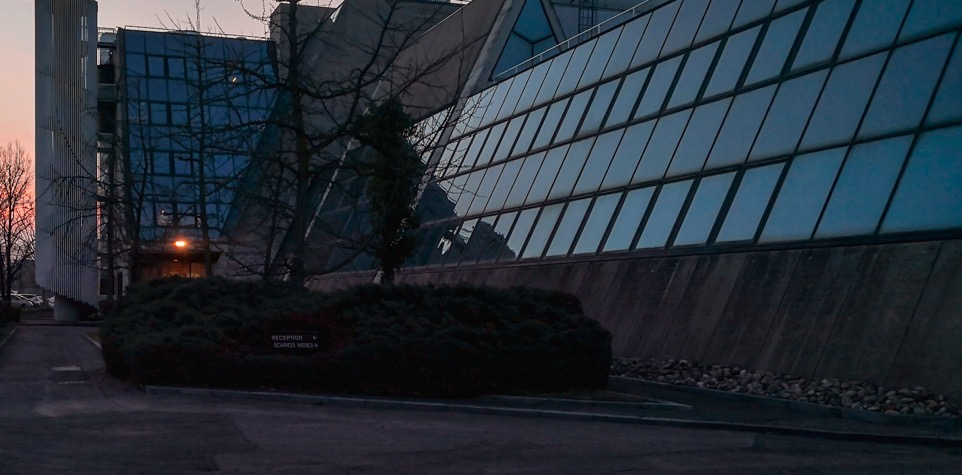 RECEPTION ←
SCARICO MERCI →